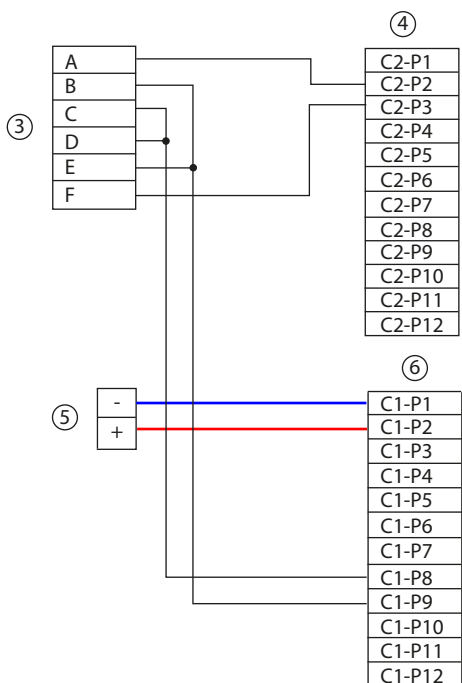 ④
③
A
B
C
D
E
F
C2-P1
C2-P2
C2-P3
C2-P4
C2-P5
C2-P6
C2-P7
C2-P8
C2-P9
C2-P10
C2-P11
C2-P12
⑥
⑤
-
+
C1-P1
C1-P2
C1-P3
C1-P4
C1-P5
C1-P6
C1-P7
C1-P8
C1-P9
C1-P10
C1-P11
C1-P12